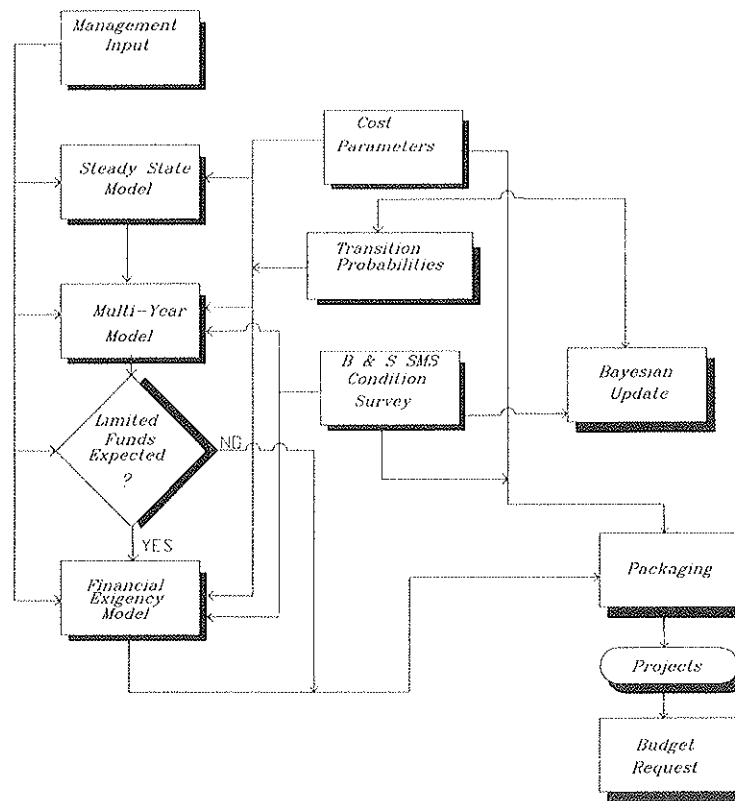 Management
Input
Cost
Parameters
Steady State
Model
Transition
Probabilities
Multi-Year
Model
B & S SMS
Condition
Survey
Bayesian
Update
Limited
Funds
Expected
?
NO
YES
Financial
Exigency
Model
Packaging
Projects
Budget
Request